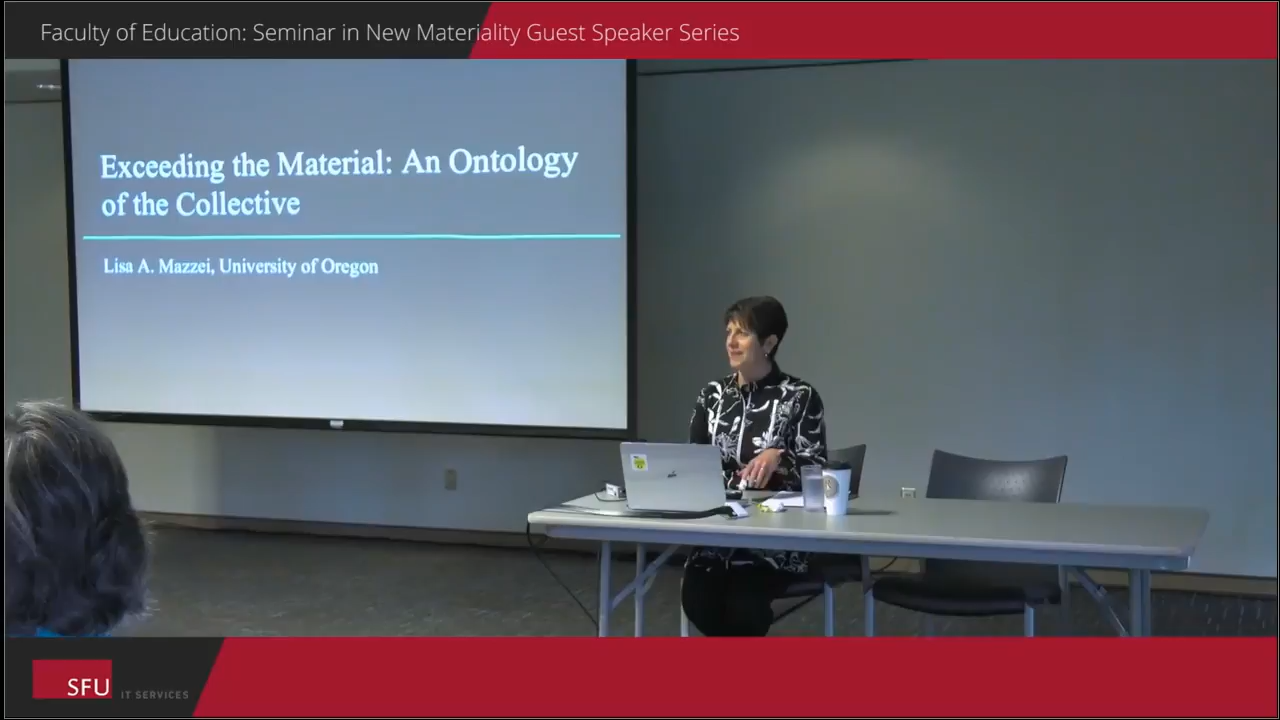 Faculty of Education: Seminar in New Materiality Guest Speaker Series
Exceeding the Material: An Ontology
of the Collective
Lisa A. Mazzei, University of Oregon
SFU IT SERVICES